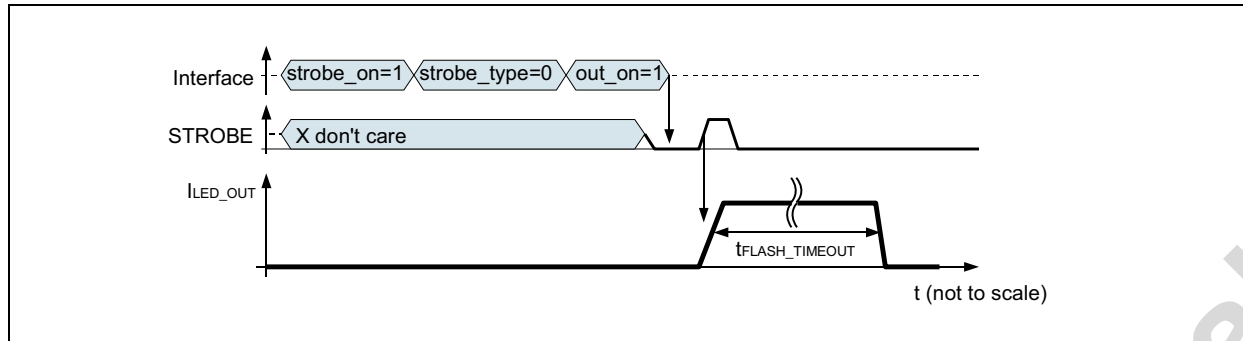 Interface
strobe_on=1 strobe_type=0 out_on=1
STROBE
X don't care
ILED_OUT
tFLASH_TIMEOUT
t (not to scale)